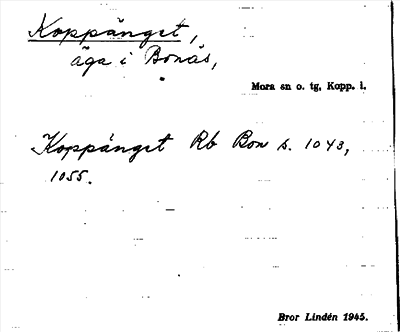 Koppänget,
äga i Bonäs,
Mora sn o. tg, Kopp. l.
Koppänget Rb Bon s. 1043,
1055.
Bror Lindén 1945.